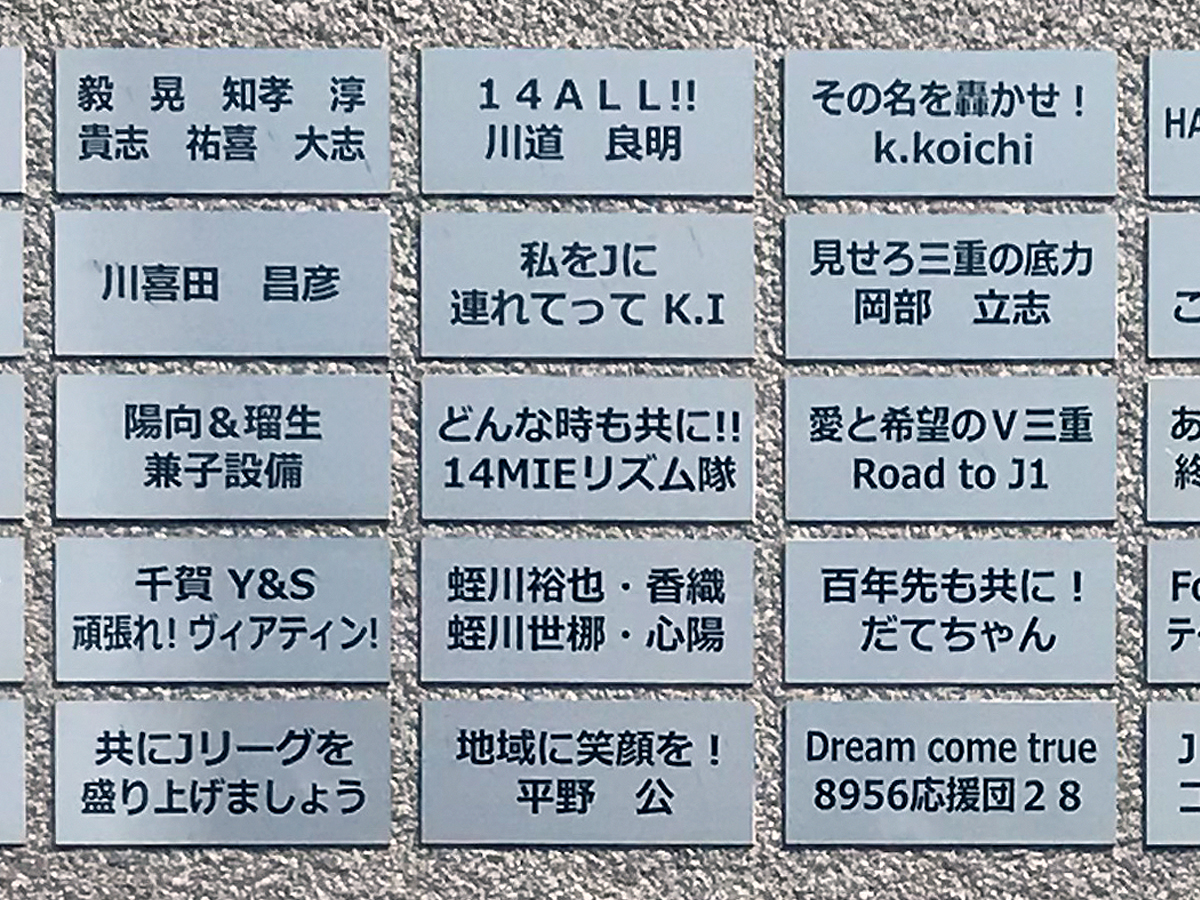 毅　晃　知孝　淳
貴志　祐喜　大志
１４ＡＬＬ!!
川道　良明
その名を轟かせ！
k.koichi
HA
川喜田　昌彦
私をJに
連れてって K.I
見せろ三重の底力
岡部　立志
こ
陽向＆瑠生
兼子設備
どんな時も共に!!
14MIEリズム隊
愛と希望のＶ三重
Road to J1
あ
終
千賀 Y&S
頑張れ! ヴィアティン!
蛭川裕也・香織
蛭川世梛・心陽
百年先も共に！
だてちゃん
Fo
テ
共にJリーグを
盛り上げましょう
地域に笑顔を！
平野　公
Dream come true
8956応援団２８
J